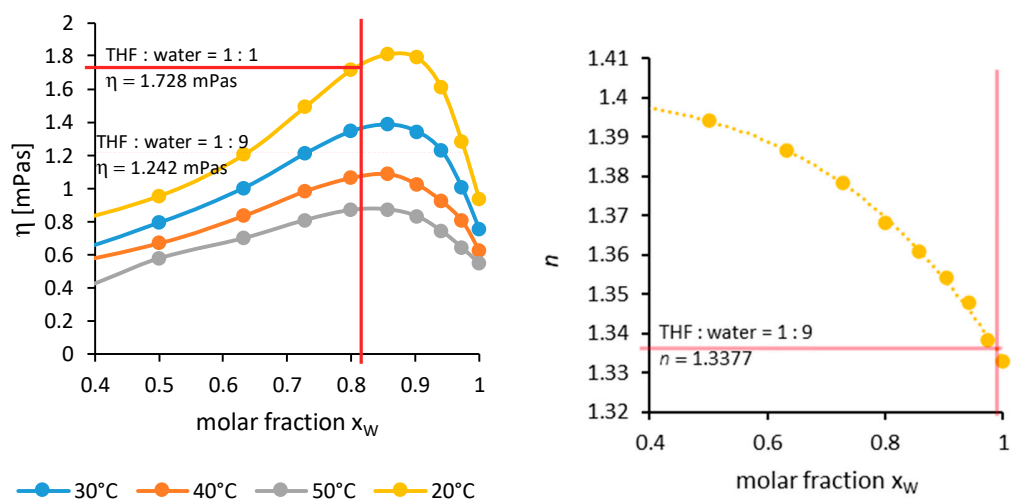 2
1.8
1.6
1.4
1.2
1
0.8
0.6
0.4
0.2
0
η [mPas]
THF : water = 1 : 1
η = 1.728 mPas
THF : water = 1 : 9
η = 1.242 mPas
0.4 0.5 0.6 0.7 0.8 0.9 1
molar fraction xW
30°C 40°C 50°C 20°C
1.41
1.4
1.39
1.38
1.37
1.36
1.35
1.34
1.33
1.32
n
THF : water = 1 : 9
n = 1.3377
0.4 0.6 0.8 1
molar fraction xW